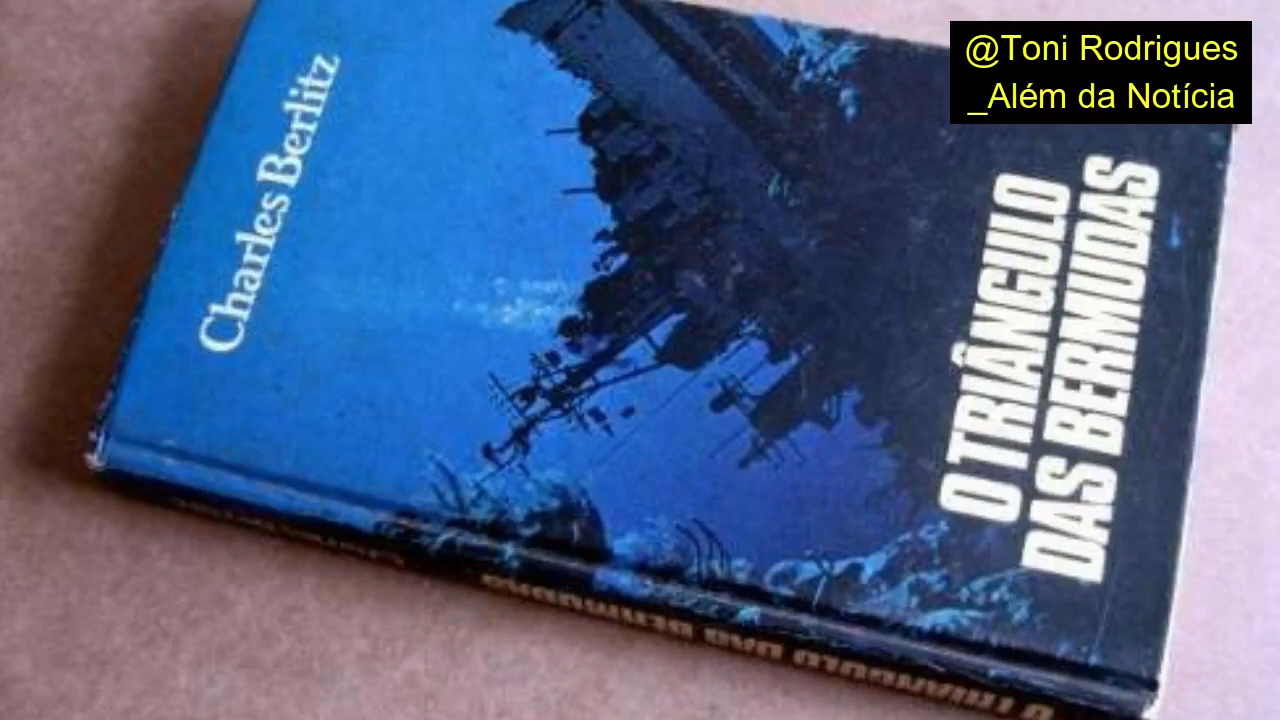 @Toni Rodrigues
_Além da Notícia
Charles Berlitz
O TRIÂNGULO
DAS BERMUDAS
O TRIÂNGULO DAS BERMUDAS